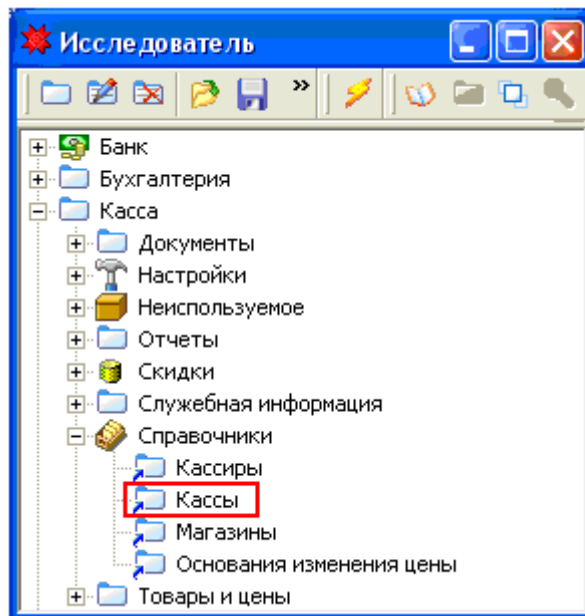 Исследователь
»
Банк
Бухгалтерия
Касса
Документы
Настройки
Неиспользуемое
Отчеты
Скидки
Служебная информация
Справочники
Кассиры
Кассы
Магазины
Основания изменения цены
Товары и цены